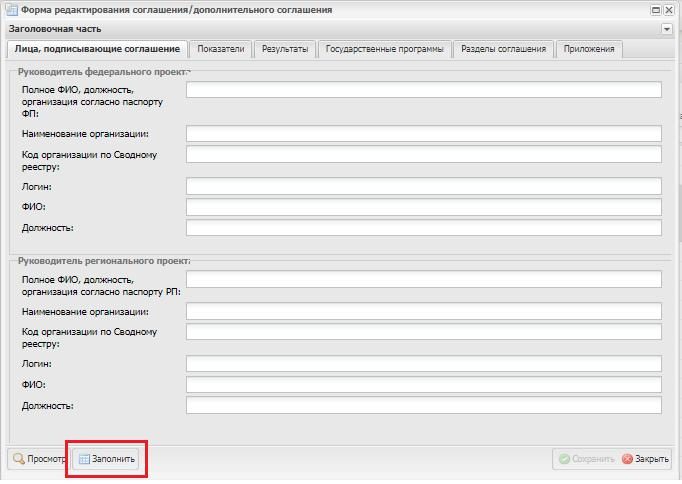 Форма редактирования соглашения/дополнительного соглашения
Заголовочная часть
Лица, подписывающие соглашение
Показатели
Результаты
Государственные программы
Разделы соглашения
Приложения
Руководитель федерального проекта
Полное ФИО, должность,
организация согласно паспорту
ФП:
Наименование организации:
Код организации по Сводному
реестру:
Логин:
ФИО:
Должность:
Руководитель регионального проекта
Полное ФИО, должность,
организация согласно паспорту РП:
Наименование организации:
Код организации по Сводному
реестру:
Логин:
ФИО:
Должность:
Просмотр
Заполнить
Сохранить
Закрыть